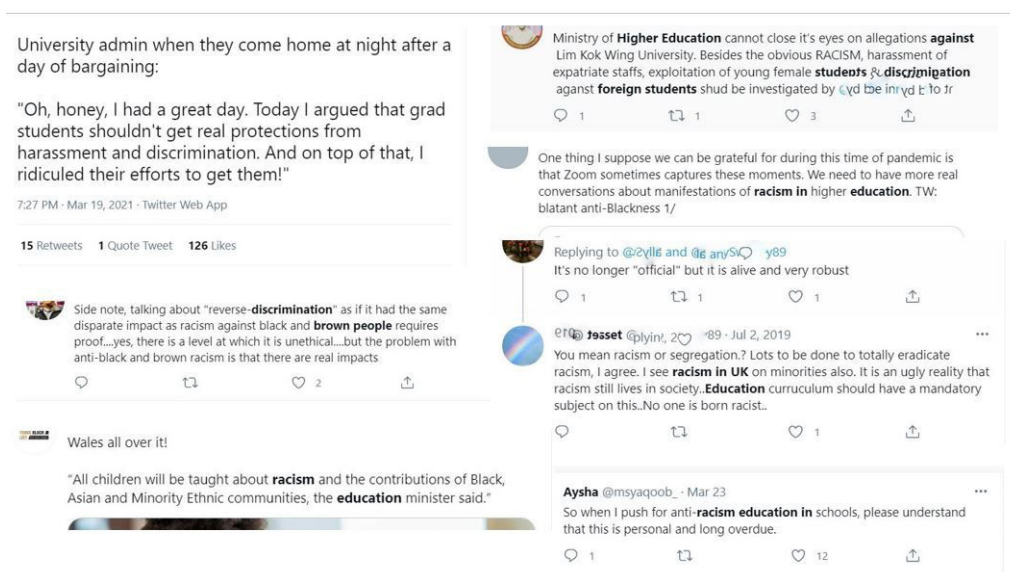 University admin when they come home at night after a
day of bargaining:
"Oh, honey, I had a great day. Today I argued that grad
students shouldn't get real protections from
harassment and discrimination. And on top of that, I
ridiculed their efforts to get them!"
7:27 PM · Mar 19, 2021 · Twitter Web App
15 Retweets 1 Quote Tweet 126 Likes
Side note, talking about "reverse-discrimination" as if it had the same
disparate impact as racism against black and brown people requires
proof....yes, there is a level at which it is unethical....but the problem with
anti-black and brown racism is that there are real impacts
2
Wales all over it!
"All children will be taught about racism and the contributions of Black,
Asian and Minority Ethnic communities, the education minister said."
Ministry of Higher Education cannot close it's eyes on allegations against
Lim Kok Wing University. Besides the obvious RACISM, harassment of
expatriate staffs, exploitation of young female students & discrimination
aganst foreign students shud be investigated by
1 1 3
One thing I suppose we can be grateful for during this time of pandemic is
that Zoom sometimes captures these moments. We need to have more real
conversations about manifestations of racism in higher education. TW:
blatant anti-Blackness 1/
Replying to and
It's no longer "official" but it is alive and very robust
1 1 1
· Jul 2, 2019
You mean racism or segregation.? Lots to be done to totally eradicate
racism, I agree. I see racism in UK on minorities also. It is an ugly reality that
racism still lives in society..Education curruculum should have a mandatory
subject on this..No one is born racist..
1
Aysha @msyaqoob_ · Mar 23
So when I push for anti-racism education in schools, please understand
that this is personal and long overdue.
1 12